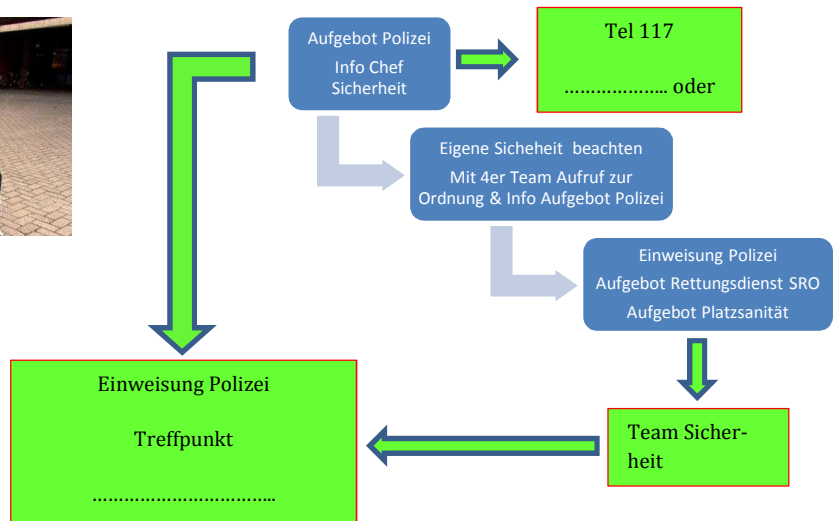 Aufgebot Polizei
Info Chef
Sicherheit
Tel 117
……………….. oder
Eigene Sicheheit beachten
Mit 4er Team Aufruf zur
Ordnung & Info Aufgebot Polizei
Einweisung Polizei
Aufgebot Rettungsdienst SRO
Aufgebot Platzsanität
Einweisung Polizei
Treffpunkt
……………………………..
Team Sicher-
heit